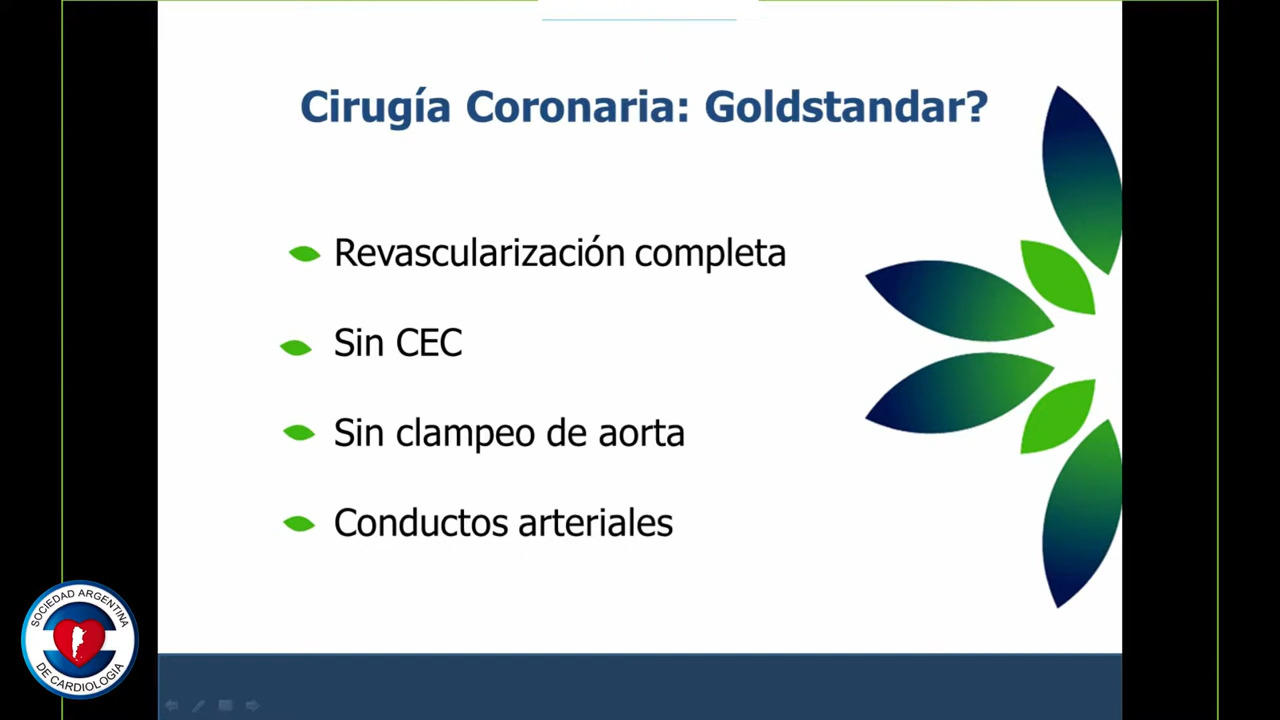 Cirugía Coronaria: Goldstandar?
Revascularización completa
Sin CEC
Sin clampeo de aorta
Conductos arteriales
SOCIEDAD ARGENTINA
DE CARDIOLOGÍA